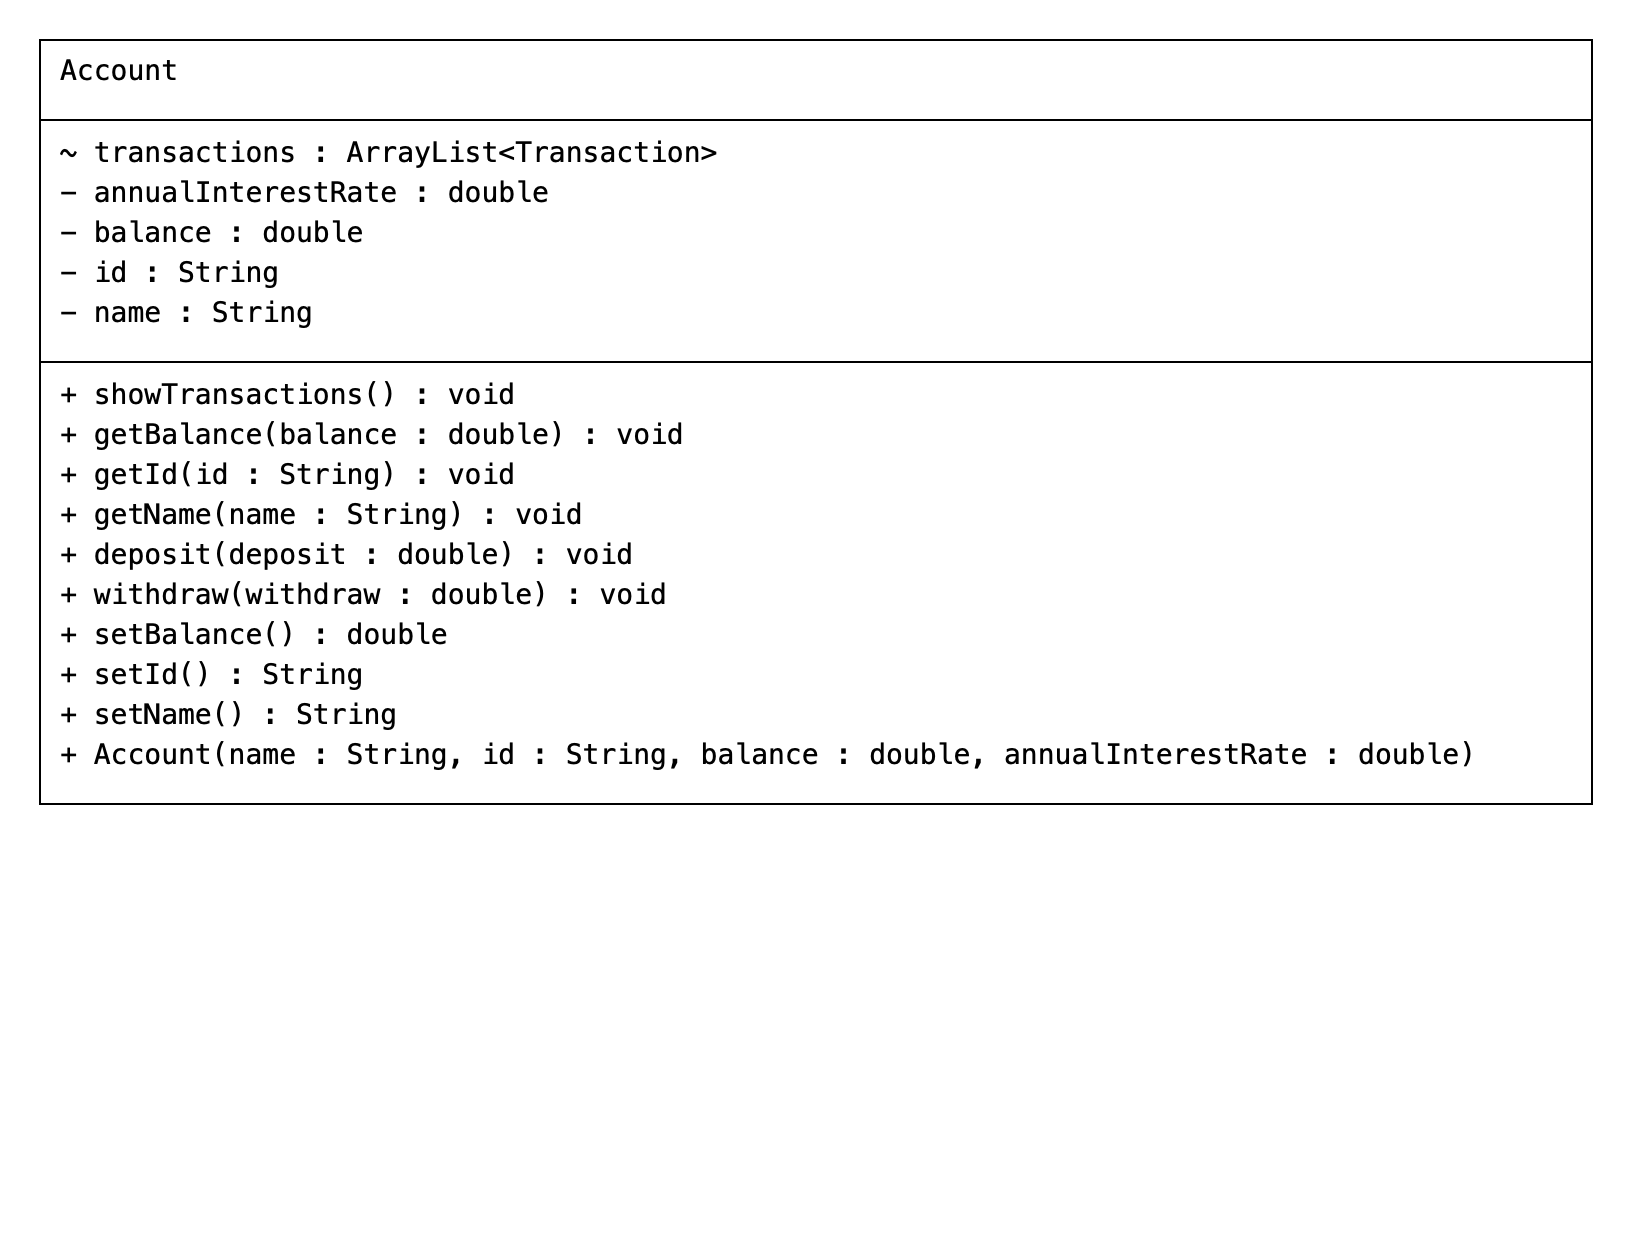 Account
~ transactions : ArrayList<Transaction>
- annualInterestRate : double
- balance : double
- id : String
- name : String
+ showTransactions() : void
+ getBalance(balance : double) : void
+ getId(id : String) : void
+ getName(name : String) : void
+ deposit(deposit : double) : void
+ withdraw(withdraw : double) : void
+ setBalance() : double
+ setId() : String
+ setName() : String
+ Account(name : String, id : String, balance : double, annualInterestRate : double)